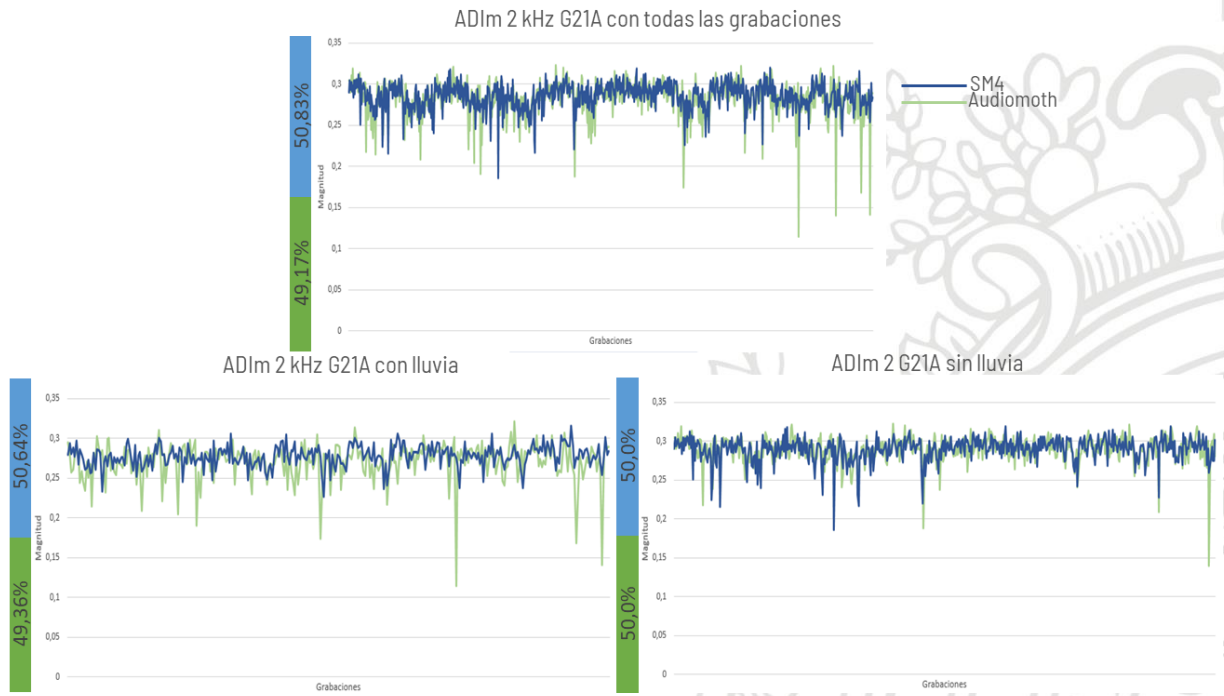 ADIm 2 kHz G21A con todas las grabaciones
50,83%
49,17%
Magnitud
0,35
0,3
0,25
0,2
0,15
0,1
0,05
0
Grabaciones
SM4
Audiomoth
ADIm 2 kHz G21A con lluvia
50,64%
49,36%
Magnitud
0,35
0,3
0,25
0,2
0,15
0,1
0,05
0
Grabaciones
ADIm 2 G21A sin lluvia
50,0%
50,0%
Magnitud
0,35
0,3
0,25
0,2
0,15
0,1
0,05
0
Grabaciones